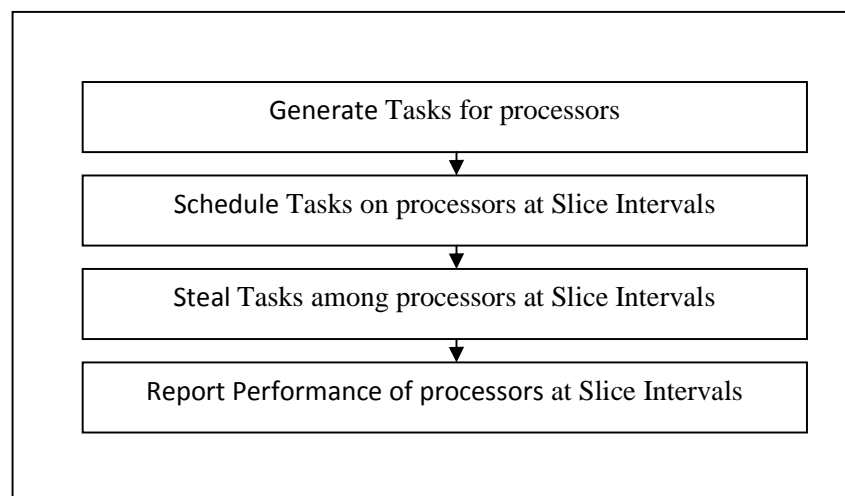 Generate Tasks for processors
Schedule Tasks on processors at Slice Intervals
Steal Tasks among processors at Slice Intervals
Report Performance of processors at Slice Intervals